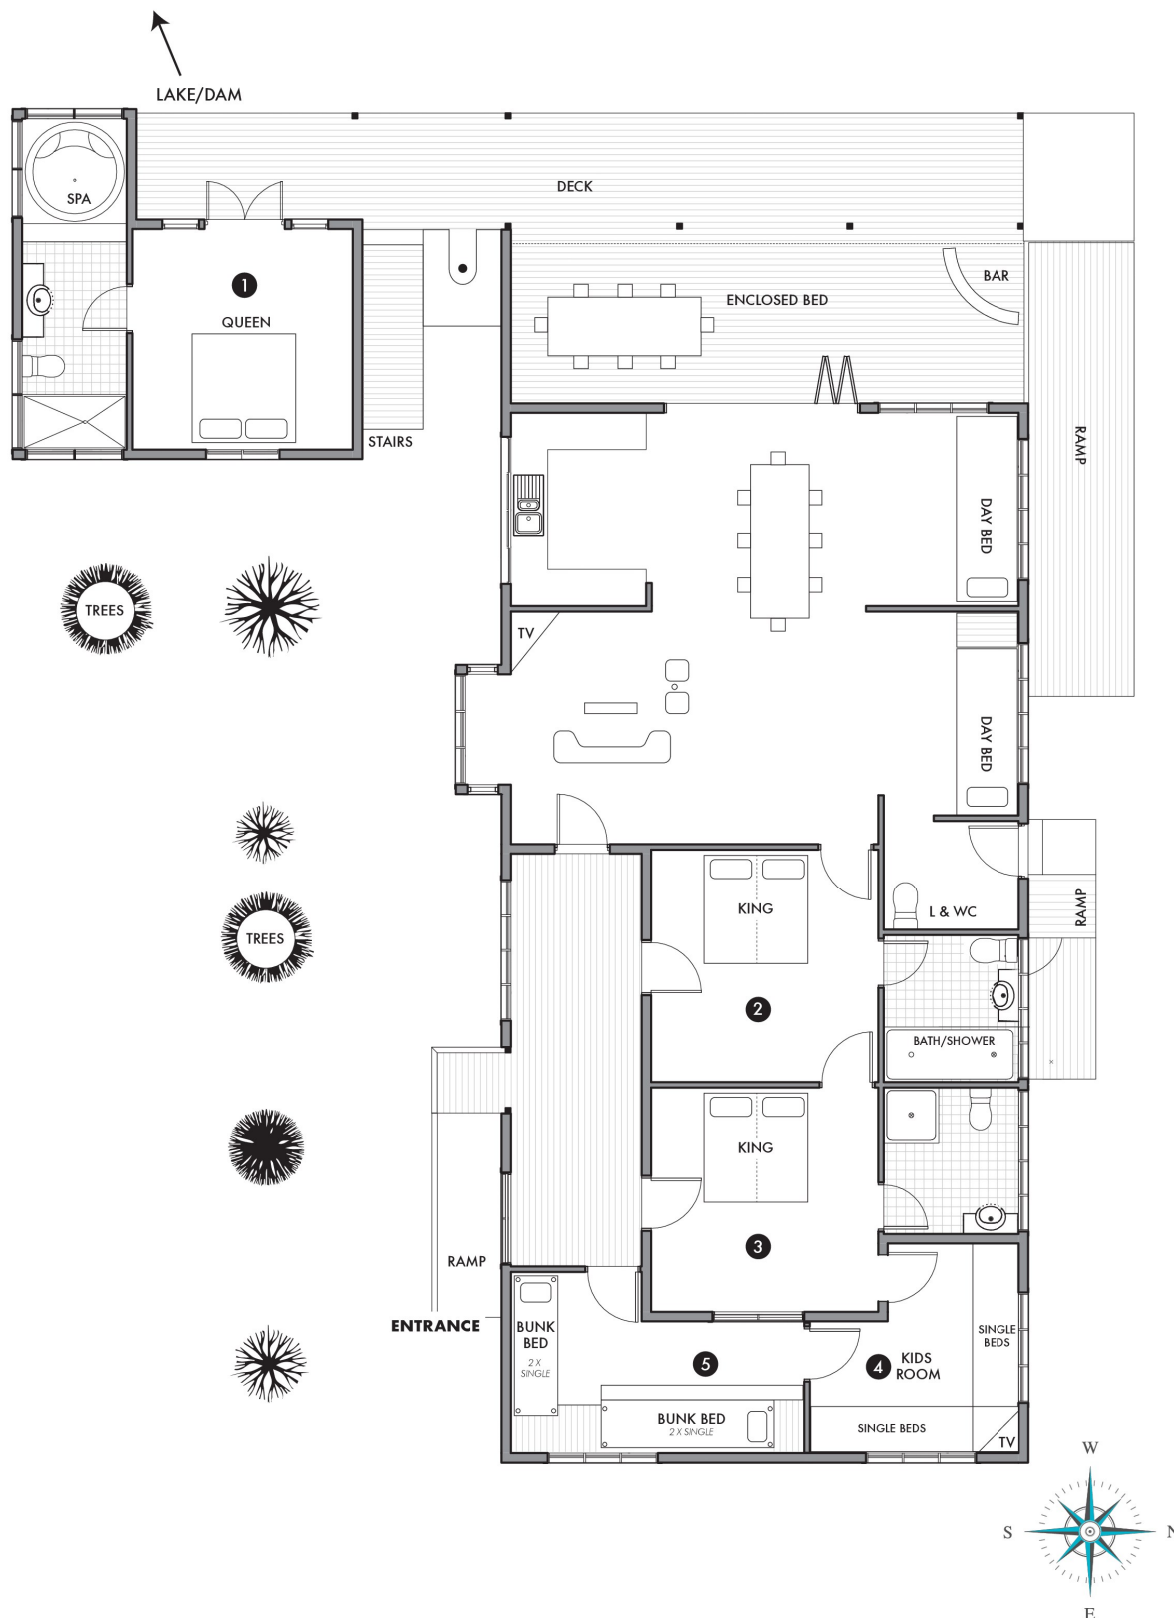 LAKE/DAM
SPA
DECK
1
QUEEN
BAR
ENCLOSED BED
STAIRS
RAMP
DAY BED
TREES
TV
DAY BED
KING
L & WC
RAMP
TREES
2
BATH/SHOWER
KING
3
RAMP
ENTRANCE
BUNK
BED
2 X
SINGLE
5
4
KIDS
ROOM
SINGLE
BEDS
BUNK BED
2 X SINGLE
SINGLE BEDS
TV
W
S
N
E